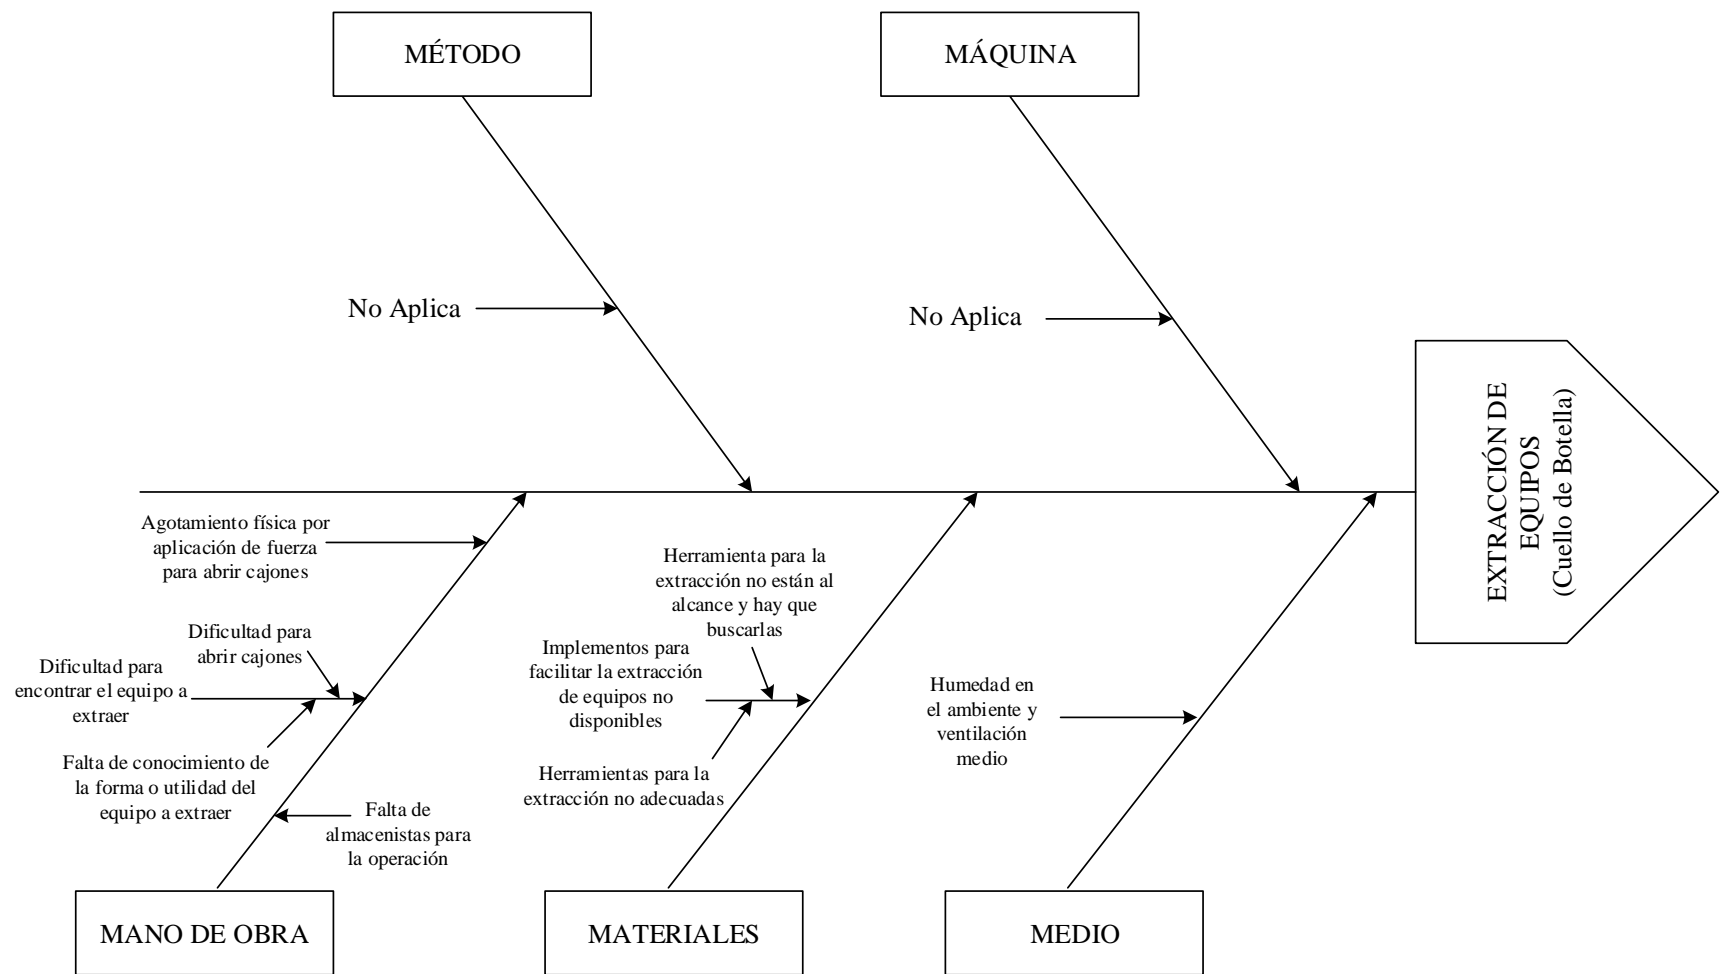 MÉTODO
MÁQUINA
No Aplica
No Aplica
EXTRACCIÓN DE
EQUIPOS
(Cuello de Botella)
Agotamiento física por
aplicación de fuerza
para abrir cajones
Dificultad para
abrir cajones
Dificultad para
encontrar el equipo a
extraer
Falta de conocimiento de
la forma o utilidad del
equipo a extraer
Falta de
almacenistas para
la operación
Herramienta para la
extracción no están al
alcance y hay que
buscarlas
Implementos para
facilitar la extracción
de equipos no
disponibles
Herramientas para la
extracción no adecuadas
Humedad en
el ambiente y
ventilación
medio
MANO DE OBRA
MATERIALES
MEDIO